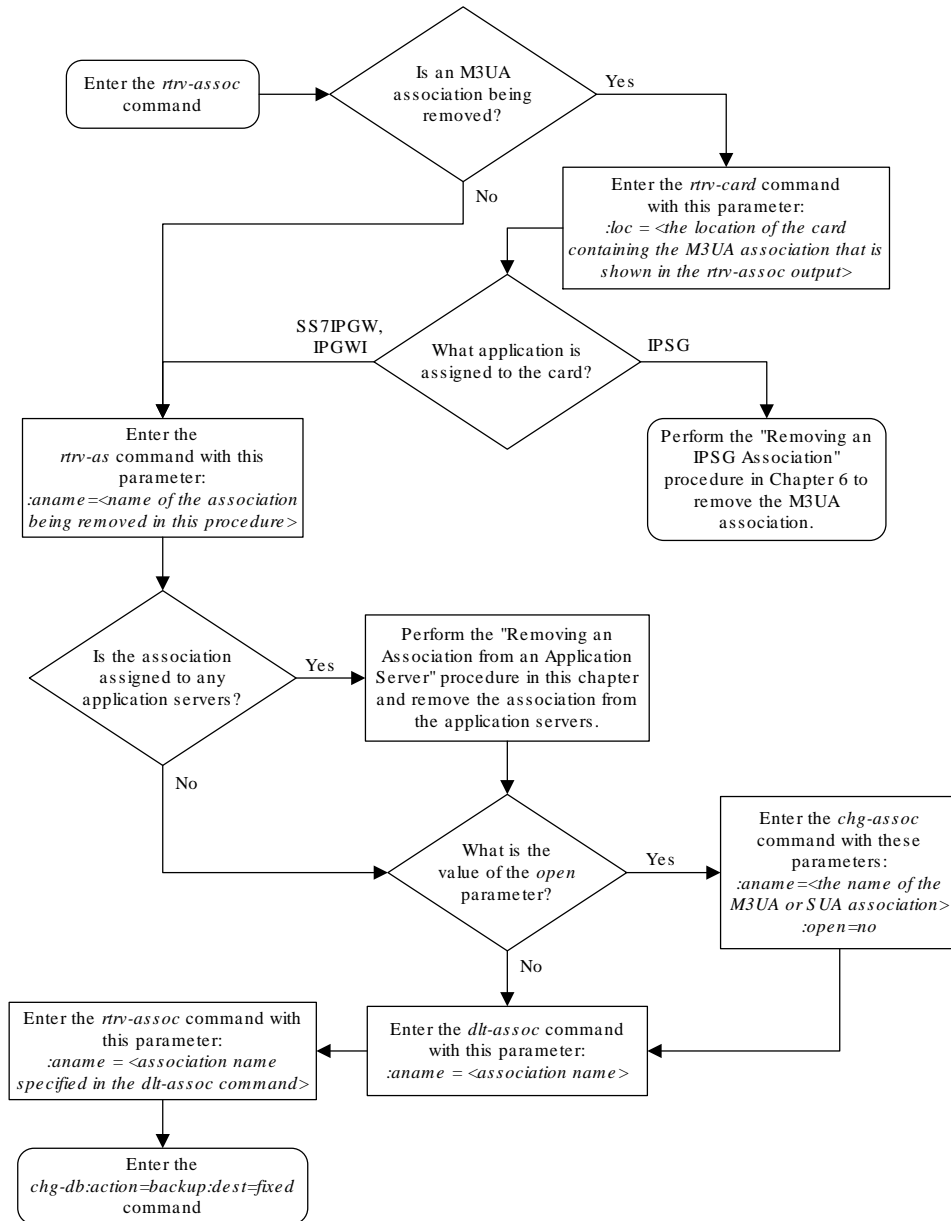 Enter the rtrv-assoc
command
Is an M3UA
association being
removed?
Yes
No
Enter the rtrv-card command
with this parameter:
:loc = <the location of the card
containing the M3UA association that is
shown in the rtrv-assoc output>
SS7IPGW,
IPGWI
What application is
assigned to the card?
IPSG
Enter the
rtrv-as command with this
parameter:
:aname=<name of the association
being removed in this procedure>
Perform the "Removing an
IPSG Association"
procedure in Chapter 6 to
remove the M3UA
association.
Is the association
assigned to any
application servers?
Yes
No
Perform the "Removing an
Association from an Application
Server" procedure in this chapter
and remove the association from
the application servers.
What is the
value of the open
parameter?
Yes
No
Enter the chg-assoc
command with these
parameters:
:aname=<the name of the
M3UA or SUA association>
:open=no
Enter the dlt-assoc command
with this parameter:
:aname = <association name>
Enter the rtrv-assoc command with
this parameter:
:aname = <association name
specified in the dlt-assoc command>
Enter the
chg-db:action=backup:dest=fixed
command